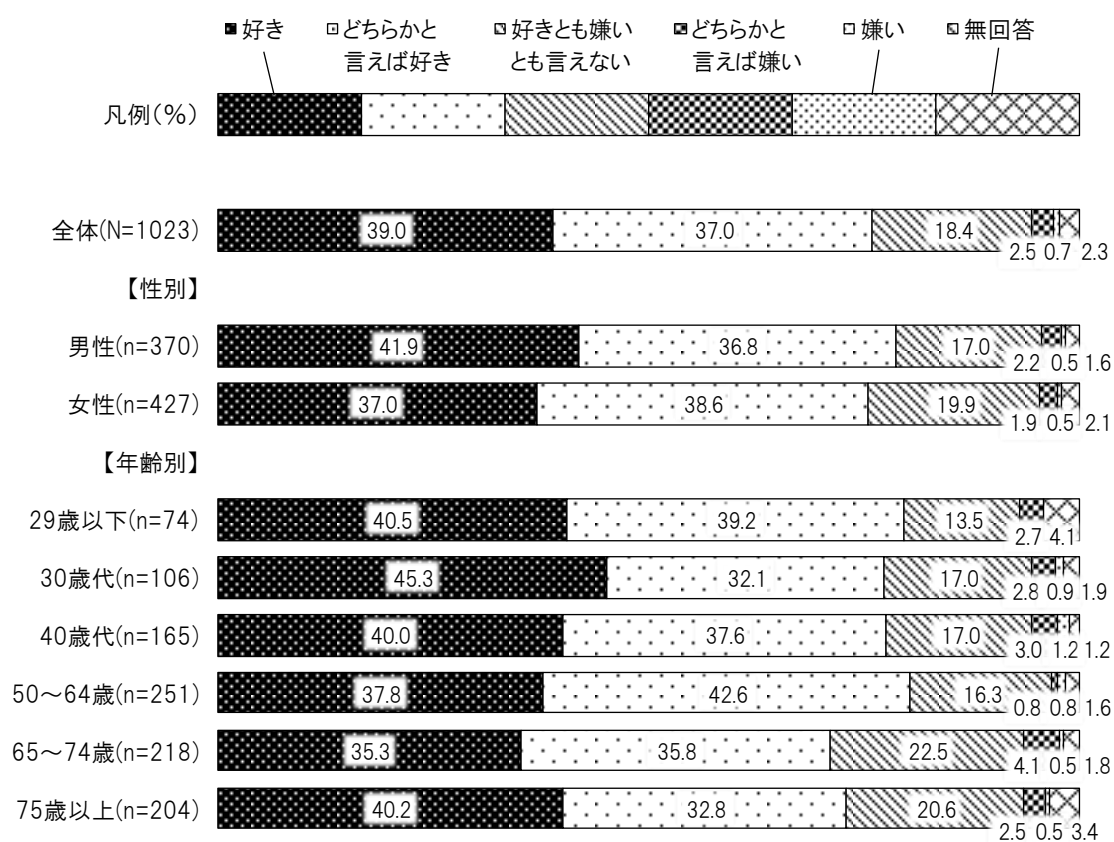 好き どちらかと 好きとも嫌い どちらかと 嫌い 無回答
言えば好き とも言えない 言えば嫌い
凡例(%)
全体(N=1023) 39.0 37.0 18.4 2.5 0.7 2.3
【性別】
男性(n=370) 41.9 36.8 17.0 2.2 0.5 1.6
女性(n=427) 37.0 38.6 19.9 1.9 0.5 2.1
【年齢別】
29歳以下(n=74) 40.5 39.2 13.5 2.7 4.1
30歳代(n=106) 45.3 32.1 17.0 2.8 0.9 1.9
40歳代(n=165) 40.0 37.6 17.0 3.0 1.2 1.2
50～64歳(n=251) 37.8 42.6 16.3 0.8 0.8 1.6
65～74歳(n=218) 35.3 35.8 22.5 4.1 0.5 1.8
75歳以上(n=204) 40.2 32.8 20.6 2.5 0.5 3.4